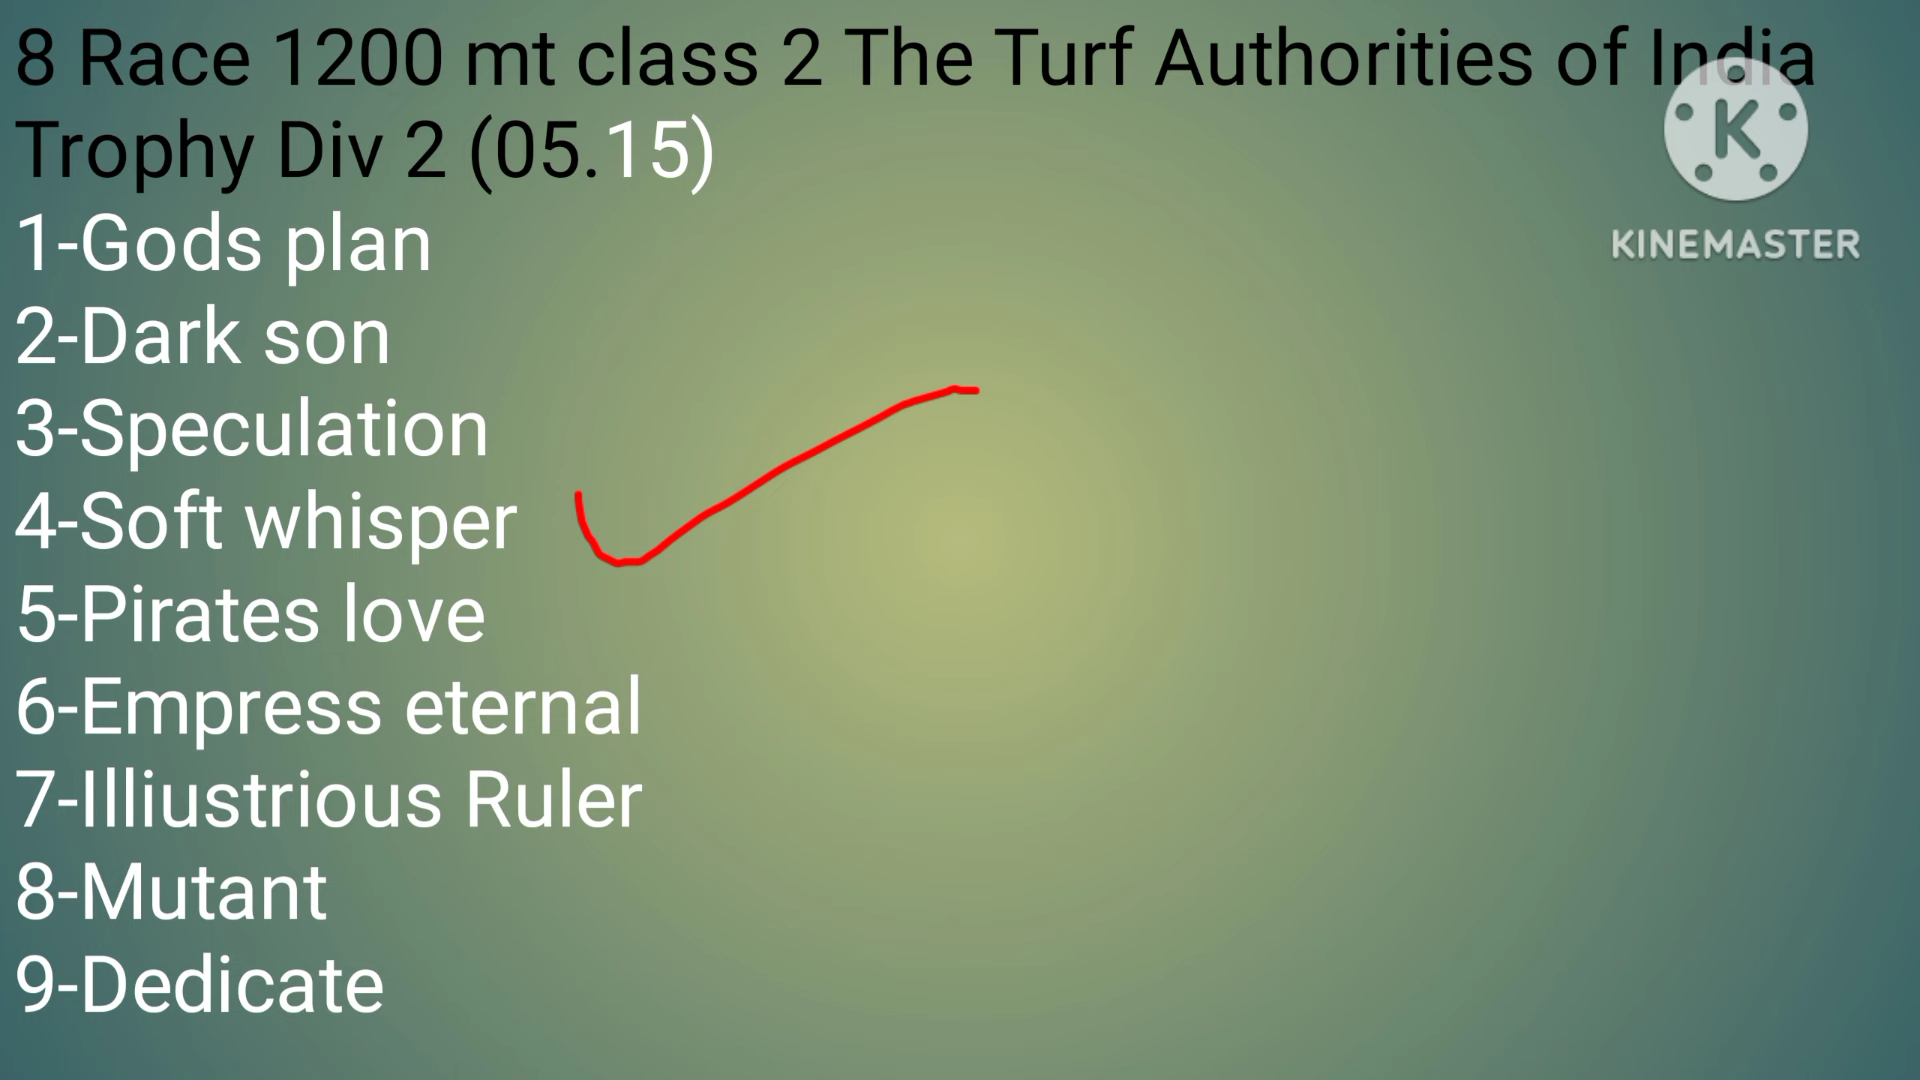 8 Race 1200 mt class 2 The Turf Authorities of India
Trophy Div 2 (05.15)
K
KINEMASTER
1-Gods plan
2-Dark son
3-Speculation
4-Soft whisper
5-Pirates love
6-Empress eternal
7-Illiustrious Ruler
8-Mutant
9-Dedicate